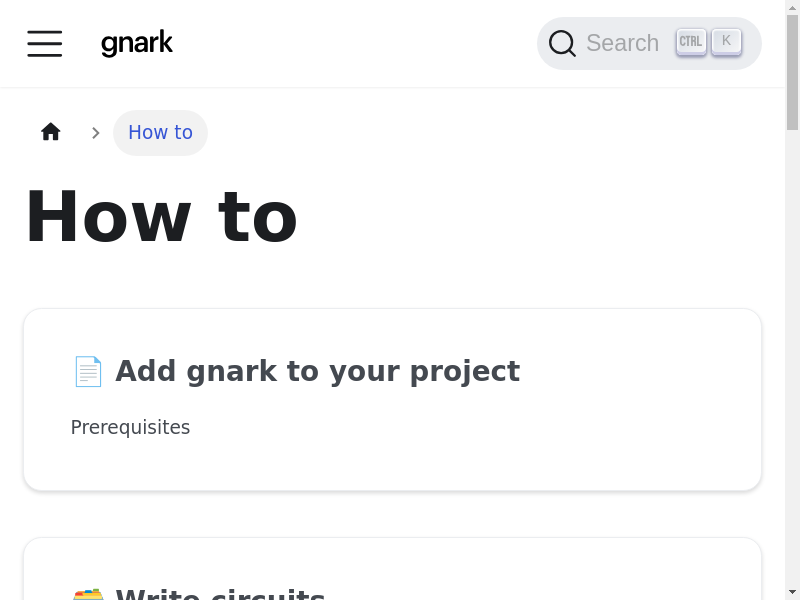 gnark
Search CTRL K
How to
How to
Add gnark to your project
Prerequisites
Write circuits